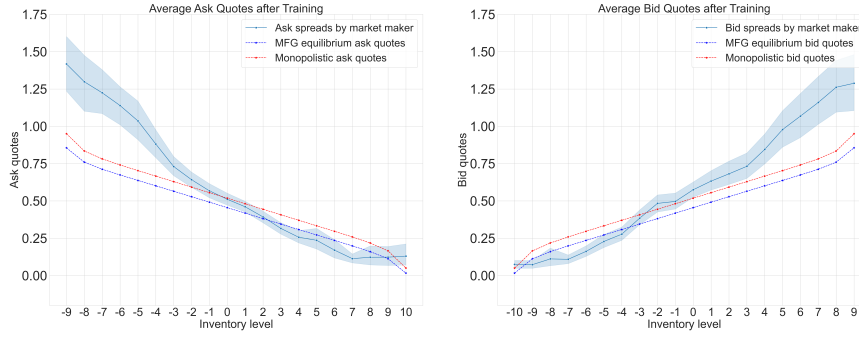 Average Ask Quotes after Training
1.75
1.50
1.25
1.00
0.75
0.50
0.25
0.00
Ask quotes
Ask spreads by market maker
MFG equilibrium ask quotes
Monopolistic ask quotes
-9 -8 -7 -6 -5 -4 -3 -2 -1 0 1 2 3 4 5 6 7 8 9 10
Inventory level
Average Bid Quotes after Training
1.75
1.50
1.25
1.00
0.75
0.50
0.25
0.00
Bid quotes
Bid spreads by market maker
MFG equilibrium bid quotes
Monopolistic bid quotes
-10 -9 -8 -7 -6 -5 -4 -3 -2 -1 0 1 2 3 4 5 6 7 8 9
Inventory level